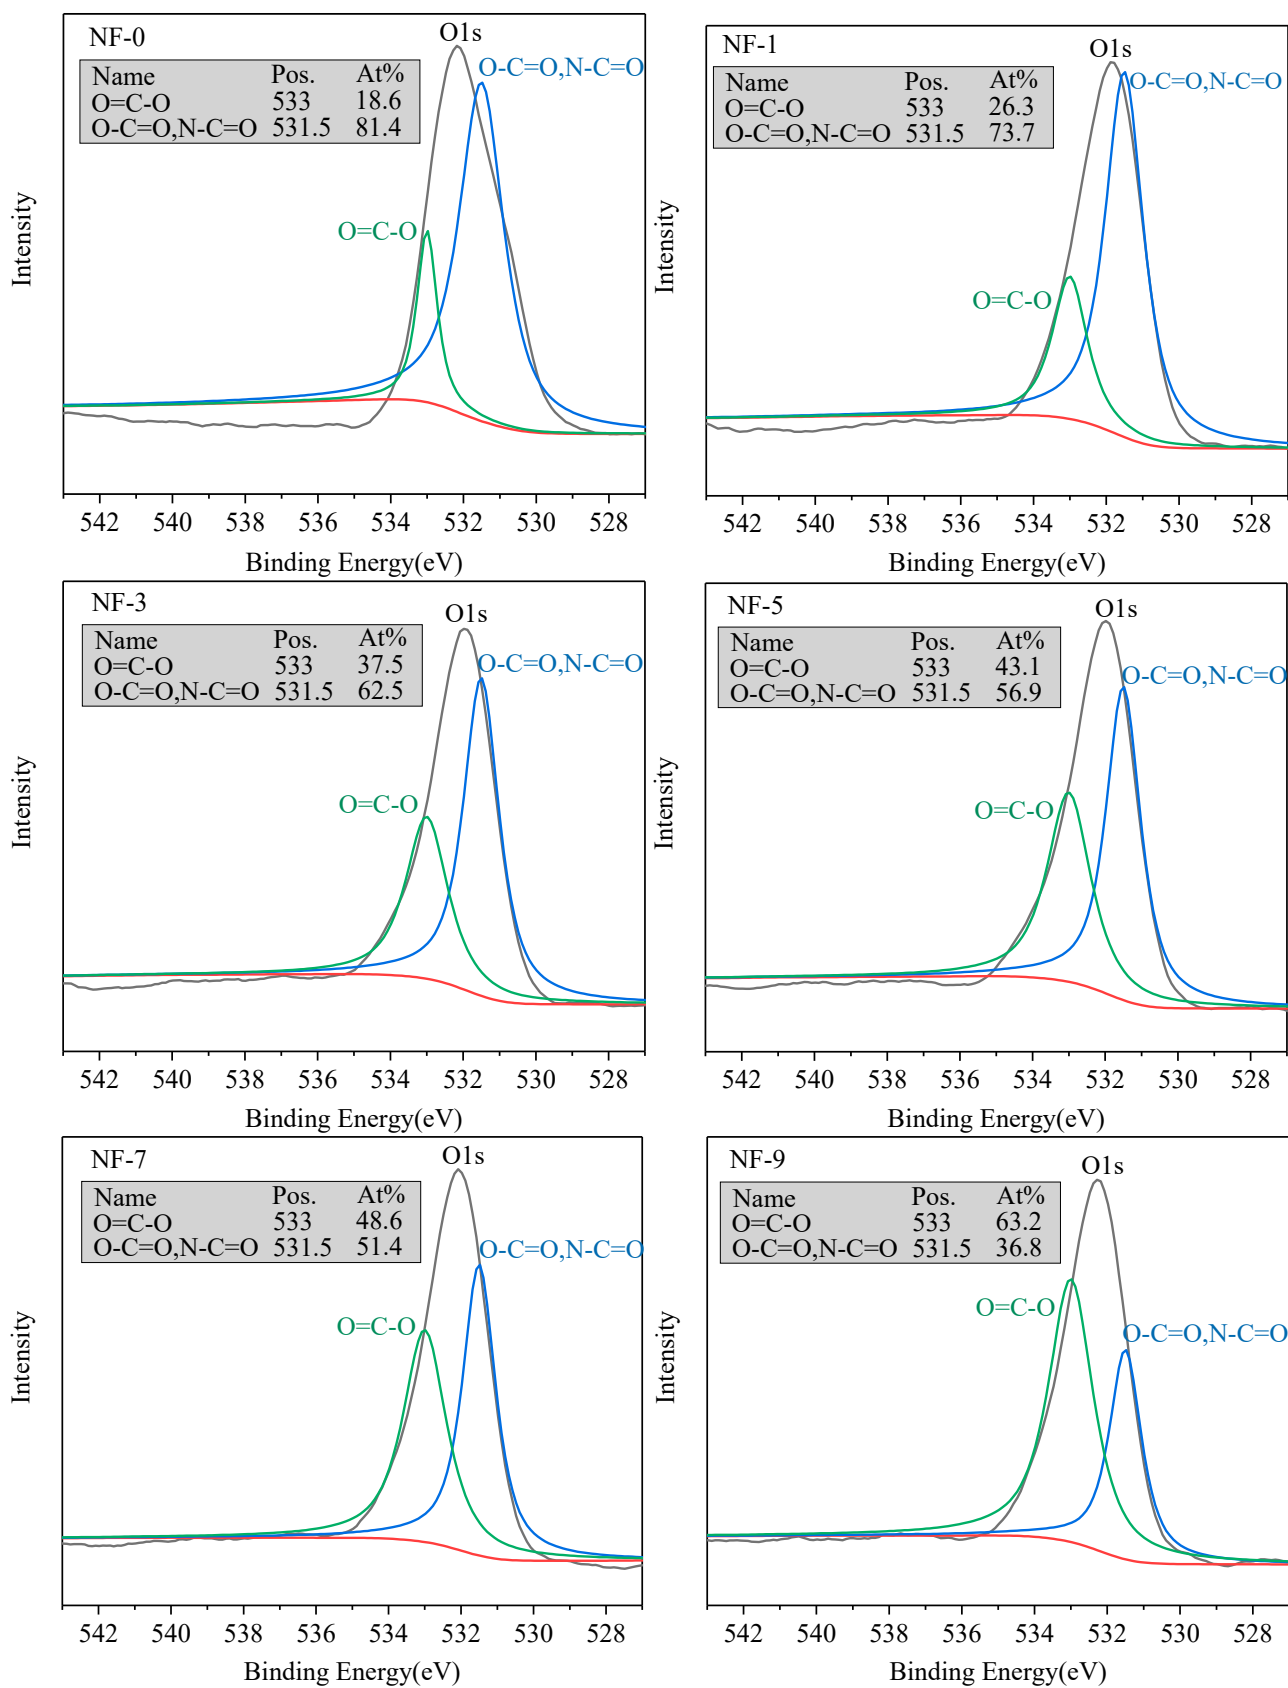 NF-0
O1s
O-C=O,N-C=O
Name Pos. At%
O=C-O 533 18.6
O-C=O,N-C=O 531.5 81.4
O=C-O
Intensity
542 540 538 536 534 532 530 528
Binding Energy(eV)
NF-1
O1s
O-C=O,N-C=O
Name Pos. At%
O=C-O 533 26.3
O-C=O,N-C=O 531.5 73.7
O=C-O
Intensity
542 540 538 536 534 532 530 528
Binding Energy(eV)
NF-3
O1s
Name Pos. At%
O=C-O 533 37.5
O-C=O,N-C=O 531.5 62.5
O-C=O,N-C=O
O=C-O
Intensity
542 540 538 536 534 532 530 528
Binding Energy(eV)
NF-5
O1s
Name Pos. At%
O=C-O 533 43.1
O-C=O,N-C=O 531.5 56.9
O-C=O,N-C=O
O=C-O
Intensity
542 540 538 536 534 532 530 528
Binding Energy(eV)
NF-7
O1s
Name Pos. At%
O=C-O 533 48.6
O-C=O,N-C=O 531.5 51.4
O-C=O,N-C=O
O=C-O
Intensity
542 540 538 536 534 532 530 528
Binding Energy(eV)
NF-9
O1s
Name Pos. At%
O=C-O 533 63.2
O-C=O,N-C=O 531.5 36.8
O=C-O
O-C=O,N-C=O
Intensity
542 540 538 536 534 532 530 528
Binding Energy(eV)